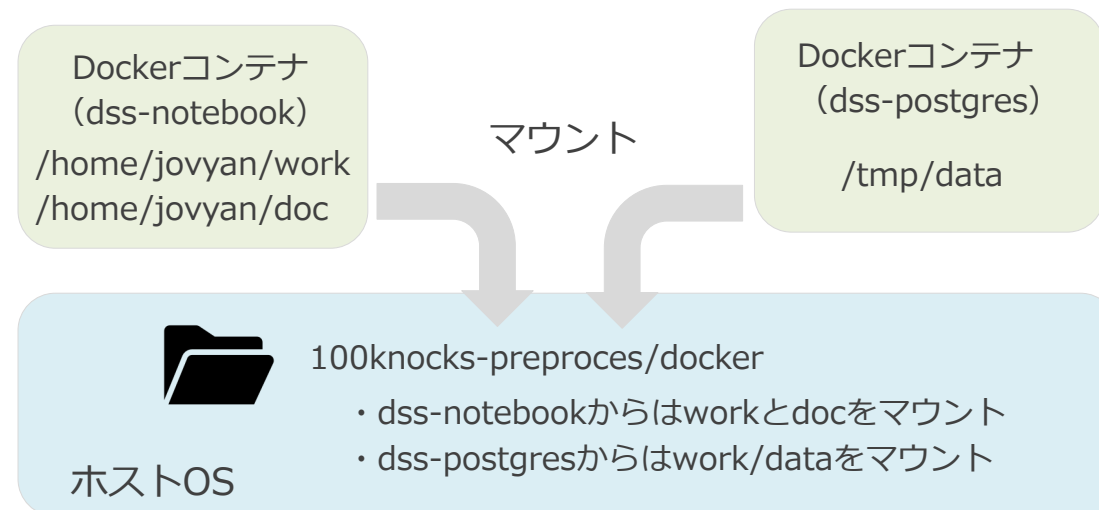 Dockerコンテナ
（dss-notebook）
/home/jovyan/work
/home/jovyan/doc
マウント
Dockerコンテナ
（dss-postgres）
/tmp/data
100knocks-preproces/docker
・dss-notebookからはworkとdocをマウント
・dss-postgresからはwork/dataをマウント
ホストOS